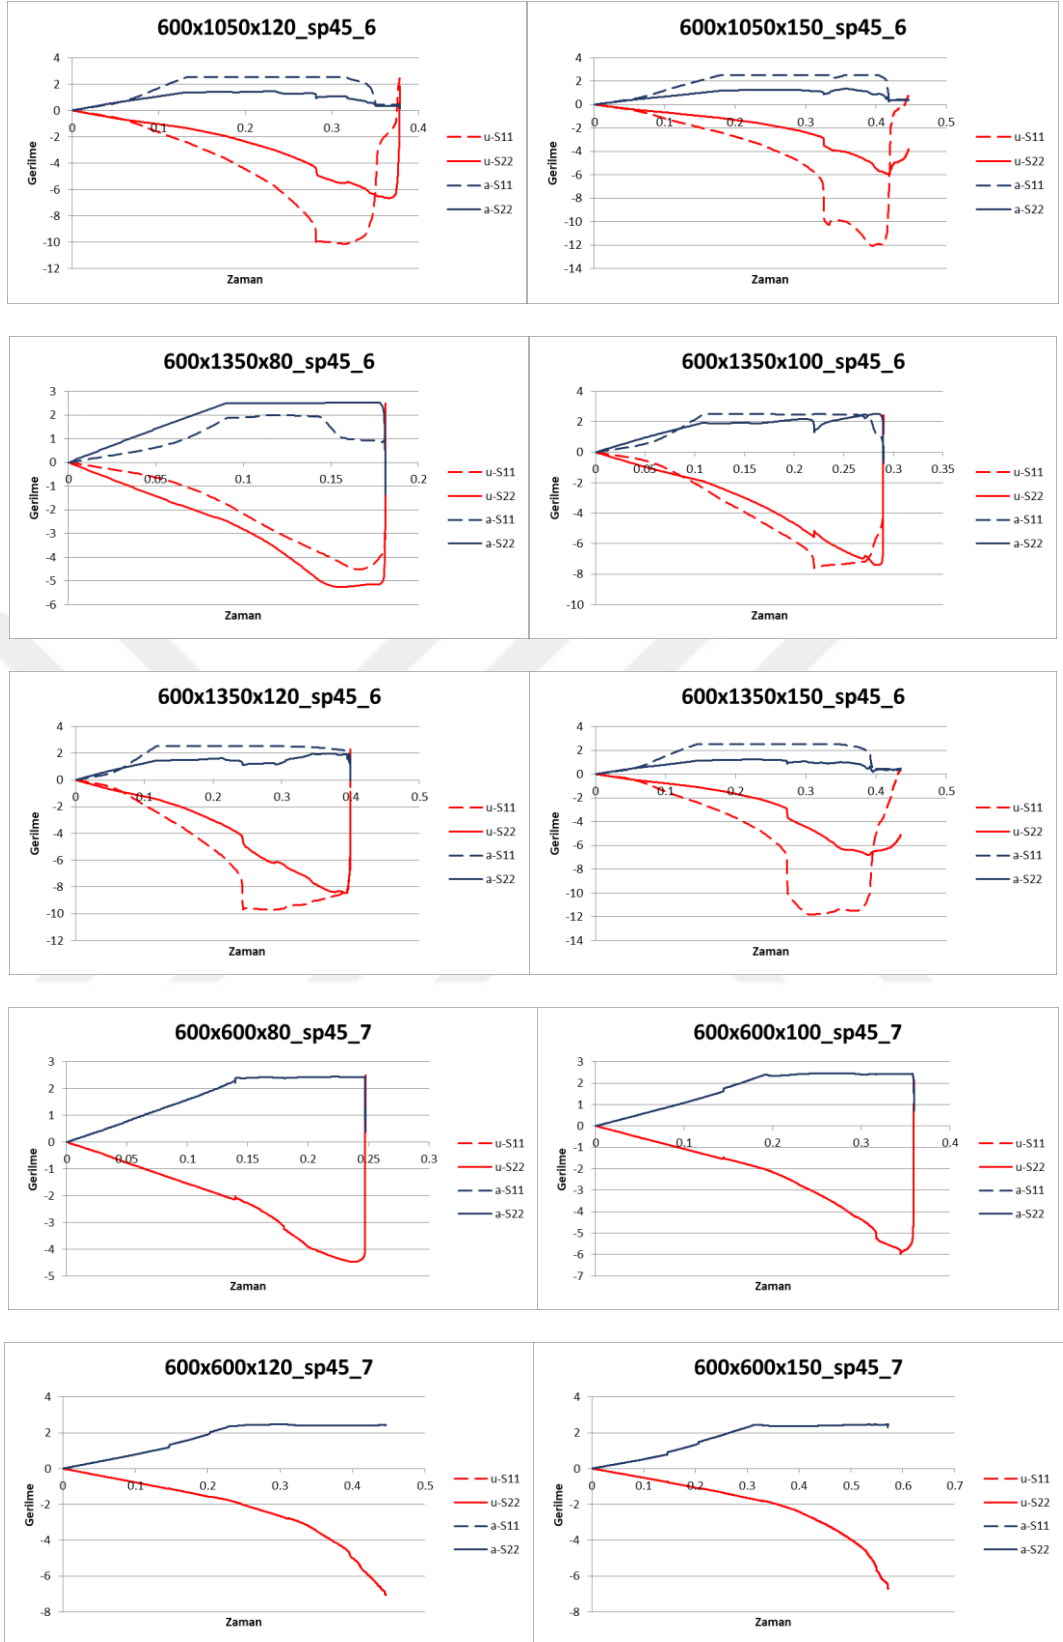 600x1050x120_sp45_6
4
2
0
-2
-4
-6
-8
-10
-12
0
0.1
0.2
0.3
0.4
Gerilme
Zaman
u-S11
u-S22
a-S11
a-S22
600x1050x150_sp45_6
4
2
0
-2
-4
-6
-8
-10
-12
-14
0
0.1
0.2
0.3
0.4
0.5
Gerilme
Zaman
u-S11
u-S22
a-S11
a-S22
600x1350x80_sp45_6
3
2
1
0
-1
-2
-3
-4
-5
-6
0
0.05
0.1
0.15
0.2
Gerilme
Zaman
u-S11
u-S22
a-S11
a-S22
600x1350x100_sp45_6
4
2
0
-2
-4
-6
-8
-10
0
0.05
0.1
0.15
0.2
0.25
0.3
0.35
Gerilme
Zaman
u-S11
u-S22
a-S11
a-S22
600x1350x120_sp45_6
4
2
0
-2
-4
-6
-8
-10
-12
0
0.1
0.2
0.3
0.4
0.5
Gerilme
Zaman
u-S11
u-S22
a-S11
a-S22
600x1350x150_sp45_6
4
2
0
-2
-4
-6
-8
-10
-12
-14
0
0.1
0.2
0.3
0.4
0.5
Gerilme
Zaman
u-S11
u-S22
a-S11
a-S22
600x600x80_sp45_7
3
2
1
0
-1
-2
-3
-4
-5
0
0.05
0.1
0.15
0.2
0.25
0.3
Gerilme
Zaman
u-S11
u-S22
a-S11
a-S22
600x600x100_sp45_7
3
2
1
0
-1
-2
-3
-4
-5
-6
-7
0
0.1
0.2
0.3
0.4
Gerilme
Zaman
u-S11
u-S22
a-S11
a-S22
600x600x120_sp45_7
4
2
0
-2
-4
-6
-8
0
0.1
0.2
0.3
0.4
0.5
Gerilme
Zaman
u-S11
u-S22
a-S11
a-S22
600x600x150_sp45_7
4
2
0
-2
-4
-6
-8
0
0.1
0.2
0.3
0.4
0.5
0.6
0.7
Gerilme
Zaman
u-S11
u-S22
a-S11
a-S22